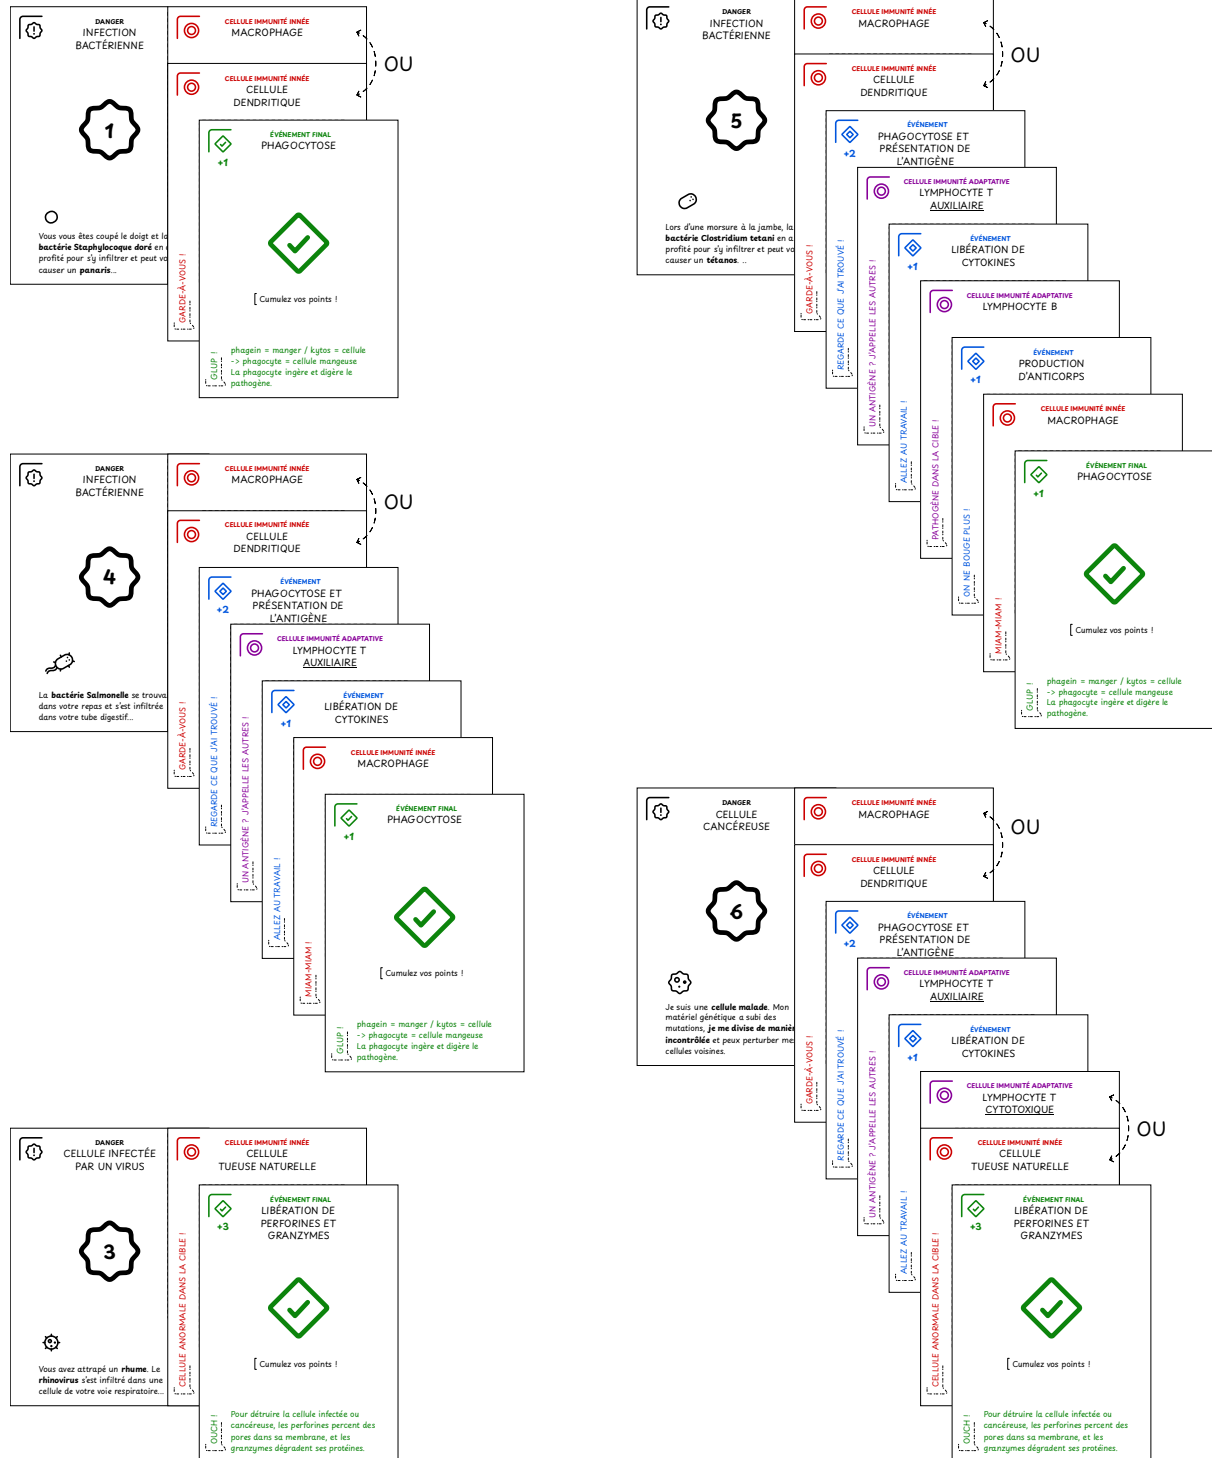 DANGER
INFECTION
BACTÉRIENNE
1
Vous vous êtes coupé le doigt et la
bactérie Staphylocoque doré en
profité pour s'y infiltrer et peut
causer un panaris...
CELLULE IMMUNITÉ INNÉE
MACROPHAGE
OU
CELLULE IMMUNITÉ INNÉE
CELLULE
DENDRITIQUE
GARDE-À-VOUS !
ÉVÉNEMENT FINAL
PHAGOCYTOSE
+1
[ Cumulez vos points !
GLUP !
phagein = manger / kytos = cellule
-> phagocyte = cellule mangeuse
La phagocyte ingère et digère le
pathogène.
DANGER
INFECTION
BACTÉRIENNE
4
La bactérie Salmonelle se trouva
dans votre repas et s'est infiltrée
dans votre tube digestif...
CELLULE IMMUNITÉ INNÉE
MACROPHAGE
OU
CELLULE IMMUNITÉ INNÉE
CELLULE
DENDRITIQUE
GARDE-À-VOUS !
ÉVÉNEMENT
PHAGOCYTOSE ET
PRÉSENTATION DE
L'ANTIGÈNE
+2
REGARDE CE QUE J'AI TROUVÉ !
CELLULE IMMUNITÉ ADAPTATIVE
LYMPHOCYTE T
AUXILIAIRE
UN ANTIGÈNE ? J'APPELLE LES AUTRES !
ÉVÉNEMENT
LIBÉRATION DE
CYTOKINES
+1
ALLEZ AU TRAVAIL !
CELLULE IMMUNITÉ INNÉE
MACROPHAGE
MIAM-MIAM !
ÉVÉNEMENT FINAL
PHAGOCYTOSE
+1
[ Cumulez vos points !
GLUP !
phagein = manger / kytos = cellule
-> phagocyte = cellule mangeuse
La phagocyte ingère et digère le
pathogène.
DANGER
CELLULE INFECTÉE
PAR UN VIRUS
3
Vous avez attrapé un rhume. Le
rhinovirus s'est infiltré dans une
cellule de votre voie respiratoire...
CELLULE IMMUNITÉ INNÉE
CELLULE
TUEUSE NATURELLE
CELLULE ANORMALE DANS LA CIBLE !
ÉVÉNEMENT FINAL
LIBÉRATION DE
PERFORINES ET
GRANZYMES
+3
[ Cumulez vos points !
OUCH !
Pour détruire la cellule infectée ou
cancéreuse, les perforines percent des
pores dans sa membrane, et les
granzymes dégradent ses protéines.
DANGER
INFECTION
BACTÉRIENNE
5
Lors d'une morsure à la jambe, la
bactérie Clostridium tetani en a
profité pour s'y infiltrer et peut
causer un tétanos. ..
CELLULE IMMUNITÉ INNÉE
MACROPHAGE
OU
CELLULE IMMUNITÉ INNÉE
CELLULE
DENDRITIQUE
GARDE-À-VOUS !
ÉVÉNEMENT
PHAGOCYTOSE ET
PRÉSENTATION DE
L'ANTIGÈNE
+2
REGARDE CE QUE J'AI TROUVÉ !
CELLULE IMMUNITÉ ADAPTATIVE
LYMPHOCYTE T
AUXILIAIRE
UN ANTIGÈNE ? J'APPELLE LES AUTRES !
ÉVÉNEMENT
LIBÉRATION DE
CYTOKINES
+1
ALLEZ AU TRAVAIL !
CELLULE IMMUNITÉ ADAPTATIVE
LYMPHOCYTE B
PATHOGÈNE DANS LA CIBLE !
ÉVÉNEMENT
PRODUCTION
D'ANTICORPS
+1
ON NE BOUGE PLUS !
CELLULE IMMUNITÉ INNÉE
MACROPHAGE
MIAM-MIAM !
ÉVÉNEMENT FINAL
PHAGOCYTOSE
+1
[ Cumulez vos points !
GLUP !
phagein = manger / kytos = cellule
-> phagocyte = cellule mangeuse
La phagocyte ingère et digère le
pathogène.
DANGER
CELLULE
CANCÉREUSE
6
Je suis une cellule malade. Mon
matériel génétique a subi des
mutations, je me divise de
incontrôlée et peux perturber
cellules voisines.
CELLULE IMMUNITÉ INNÉE
MACROPHAGE
OU
CELLULE IMMUNITÉ INNÉE
CELLULE
DENDRITIQUE
GARDE-À-VOUS !
ÉVÉNEMENT
PHAGOCYTOSE ET
PRÉSENTATION DE
L'ANTIGÈNE
+2
REGARDE CE QUE J'AI TROUVÉ !
CELLULE IMMUNITÉ ADAPTATIVE
LYMPHOCYTE T
AUXILIAIRE
UN ANTIGÈNE ? J'APPELLE LES AUTRES !
ÉVÉNEMENT
LIBÉRATION DE
CYTOKINES
+1
ALLEZ AU TRAVAIL !
CELLULE IMMUNITÉ ADAPTATIVE
LYMPHOCYTE T
CYTOTOXIQUE
OU
CELLULE IMMUNITÉ INNÉE
CELLULE
TUEUSE NATURELLE
CELLULE ANORMALE DANS LA CIBLE !
ÉVÉNEMENT FINAL
LIBÉRATION DE
PERFORINES ET
GRANZYMES
+3
[ Cumulez vos points !
OUCH !
Pour détruire la cellule infectée ou
cancéreuse, les perforines percent des
pores dans sa membrane, et les
granzymes dégradent ses protéines.